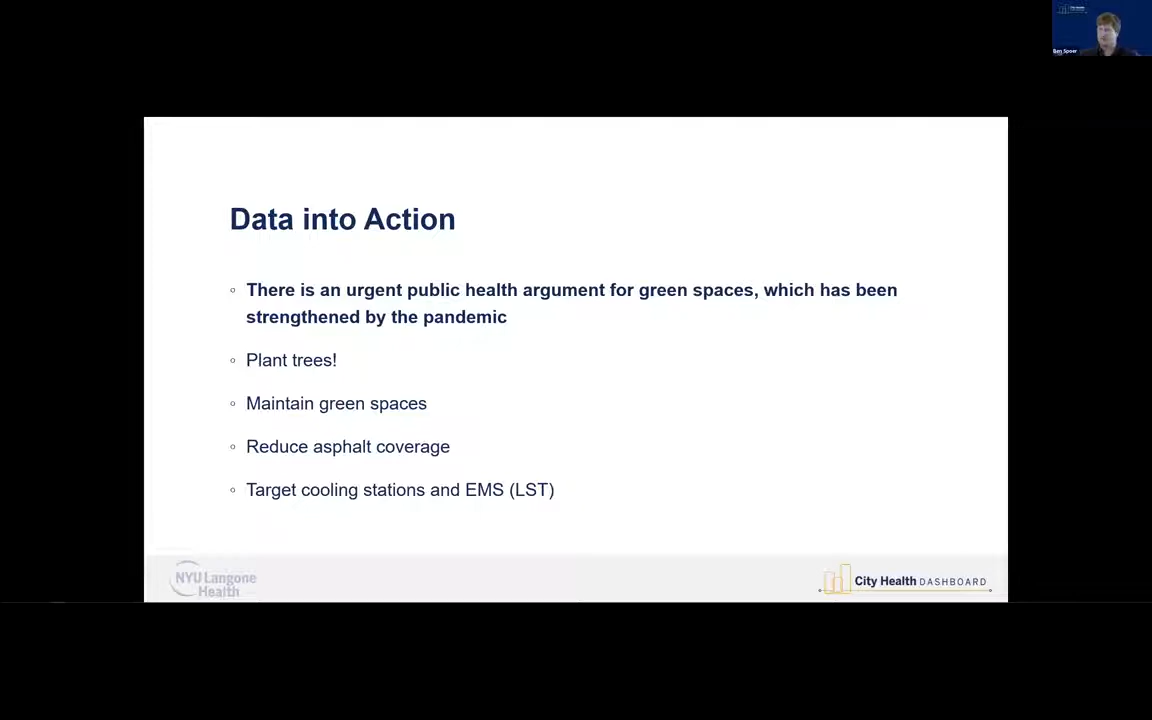 Ben Spoer
Data into Action
There is an urgent public health argument for green spaces, which has been
strengthened by the pandemic
Plant trees!
Maintain green spaces
Reduce asphalt coverage
Target cooling stations and EMS (LST)
NYU Langone
Health
City Health DASHBOARD